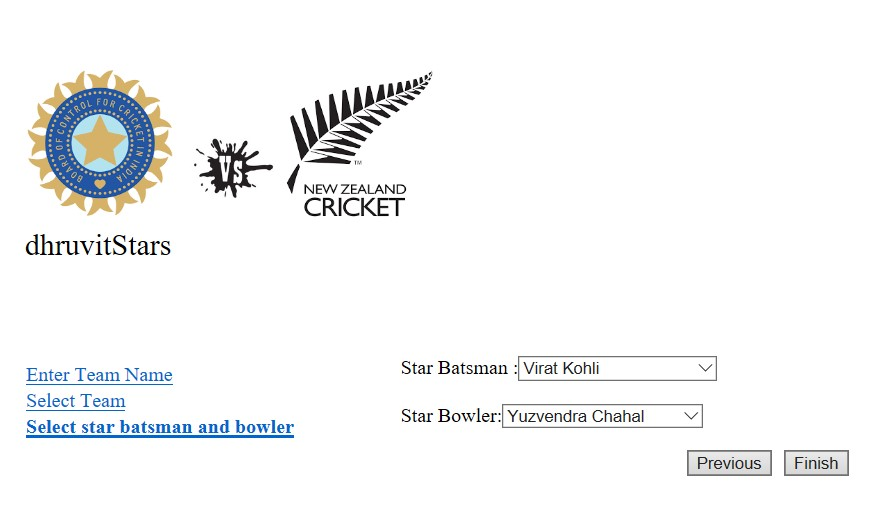 BOARD OF CONTROL FOR CRICKET IN INDIA
VS
TM
NEW ZEALAND
CRICKET
dhruvitStars
Enter Team Name
Select Team
Select star batsman and bowler
Star Batsman :Virat Kohli
Star Bowler:Yuzvendra Chahal
Previous Finish